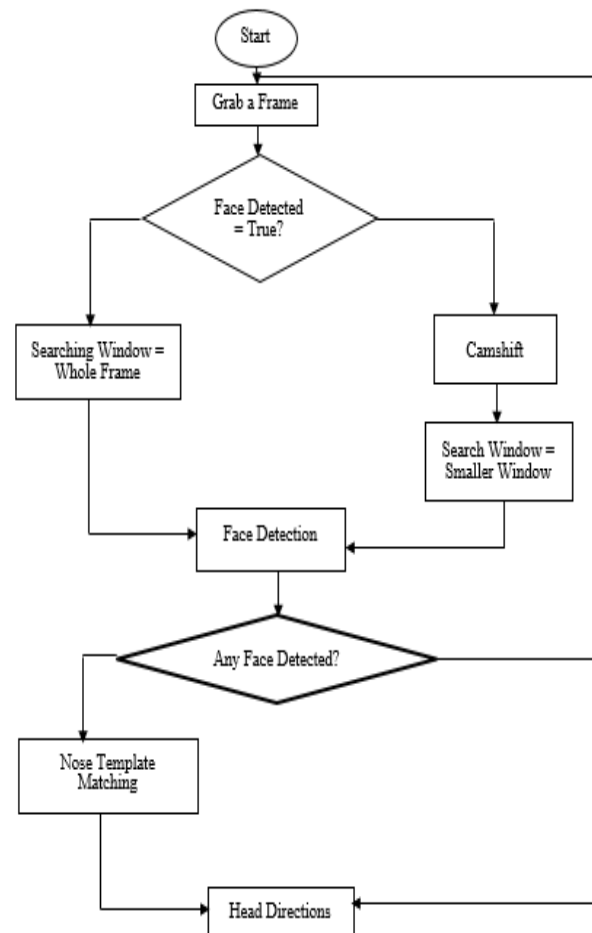 Start
Grab a Frame
Face Detected
= True?
Searching Window =
Whole Frame
Camshift
Search Window =
Smaller Window
Face Detection
Any Face Detected?
Nose Template
Matching
Head Directions